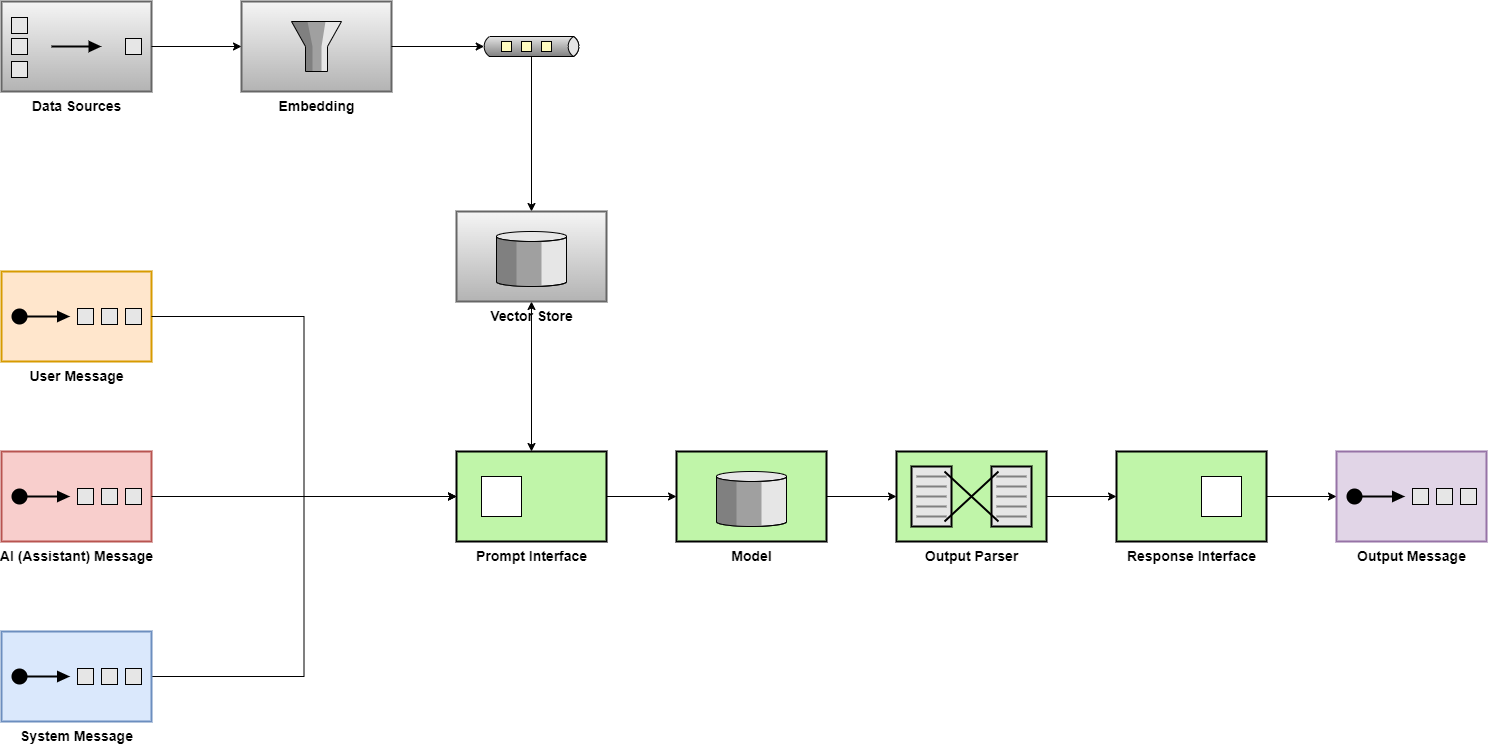 Data Sources
Embedding
Vector Store
User Message
AI (Assistant) Message
Prompt Interface
Model
Output Parser
Response Interface
Output Message
System Message